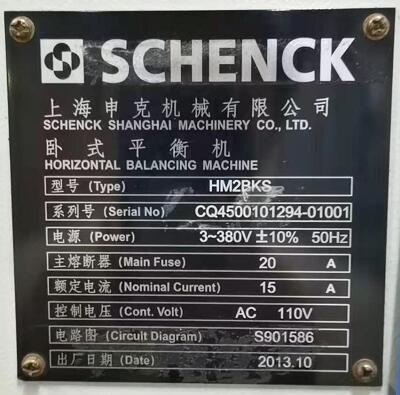 SCHENCK
上海申克机械有限公司
SCHENCK SHANGHAI MACHINERY CO., LTD.
卧式平衡机
HORIZONTAL BALANCING MACHINE
型号 (Type) HM2BKS
系列号 (Serial No) CQ4500101294-01001
电源 (Power) 3~380V ±10% 50Hz
主熔断器 (Main Fuse) 20 A
额定电流 (Nominal Current) 15 A
控制电压 (Cont. Volt) AC 110V
电路图 (Circuit Diagram) S901586
出厂日期 (Date) 2013.10